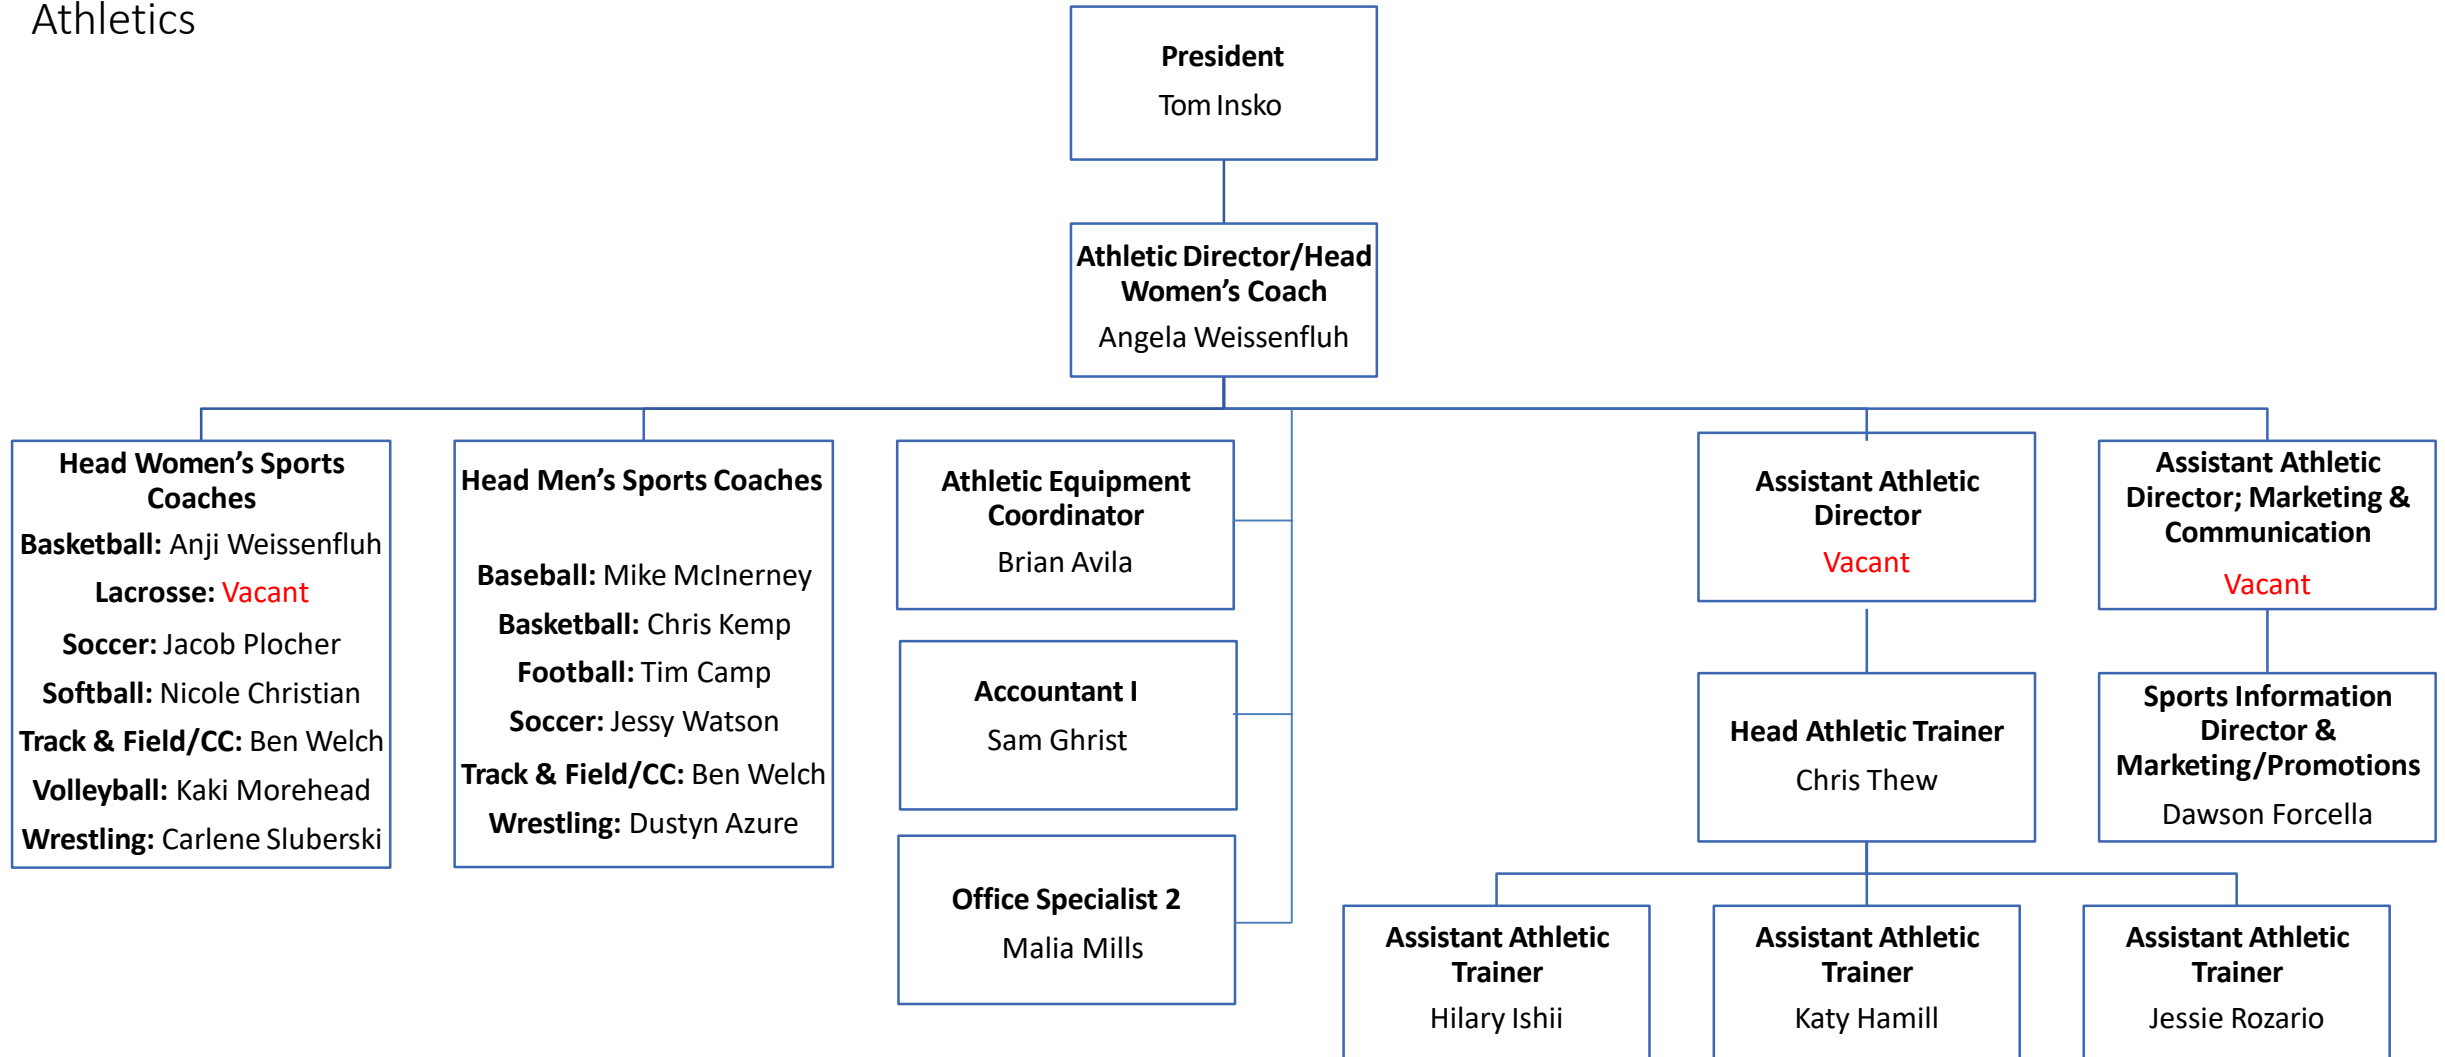 Athletics
President
Tom Insko
Athletic Director/Head
Women’s Coach
Angela Weissenfluh
Head Women’s Sports
Coaches
Basketball: Anji Weissenfluh
Lacrosse: Vacant
Soccer: Jacob Plocher
Softball: Nicole Christian
Track & Field/CC: Ben Welch
Volleyball: Kaki Morehead
Wrestling: Carlene Sluberski
Head Men’s Sports Coaches
Baseball: Mike McInerney
Basketball: Chris Kemp
Football: Tim Camp
Soccer: Jessy Watson
Track & Field/CC: Ben Welch
Wrestling: Dustyn Azure
Athletic Equipment
Coordinator
Brian Avila
Accountant I
Sam Ghrist
Office Specialist 2
Malia Mills
Assistant Athletic
Director
Vacant
Head Athletic Trainer
Chris Thew
Assistant Athletic
Director; Marketing &
Communication
Vacant
Sports Information
Director &
Marketing/Promotions
Dawson Forcella
Assistant Athletic
Trainer
Hilary Ishii
Assistant Athletic
Trainer
Katy Hamill
Assistant Athletic
Trainer
Jessie Rozario